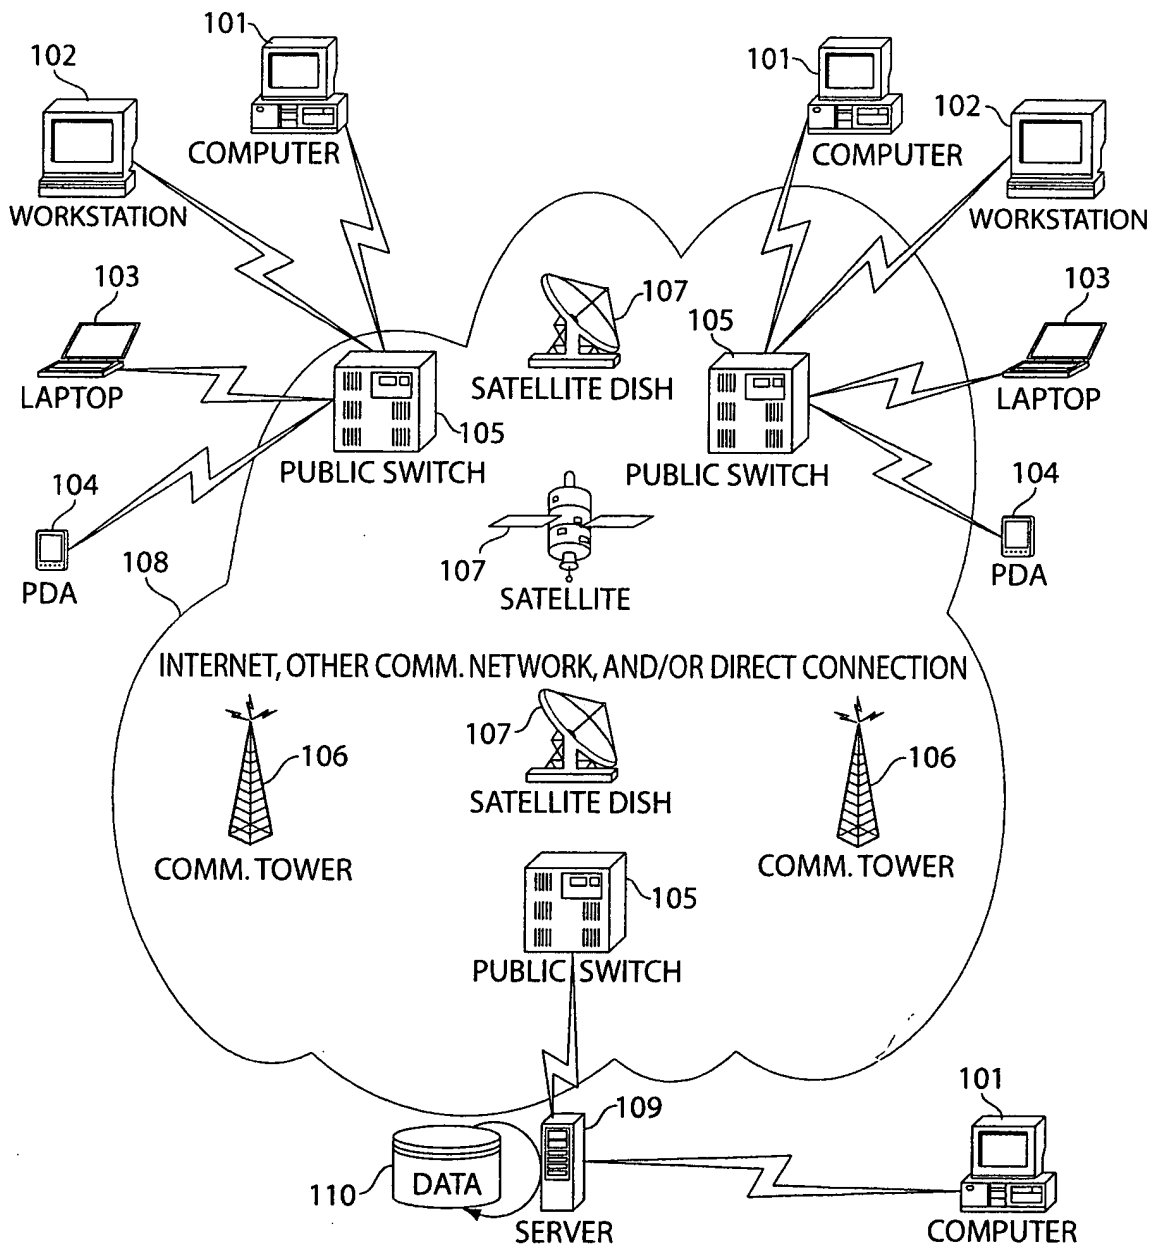 101
102
COMPUTER
WORKSTATION
101
102
COMPUTER
WORKSTATION
103
LAPTOP
107
SATELLITE DISH
105
103
LAPTOP
105
PUBLIC SWITCH
PUBLIC SWITCH
104
PDA
104
PDA
107
SATELLITE
108
INTERNET, OTHER COMM. NETWORK, AND/OR DIRECT CONNECTION
106
COMM. TOWER
107
SATELLITE DISH
106
COMM. TOWER
105
PUBLIC SWITCH
109
SERVER
110
DATA
101
COMPUTER